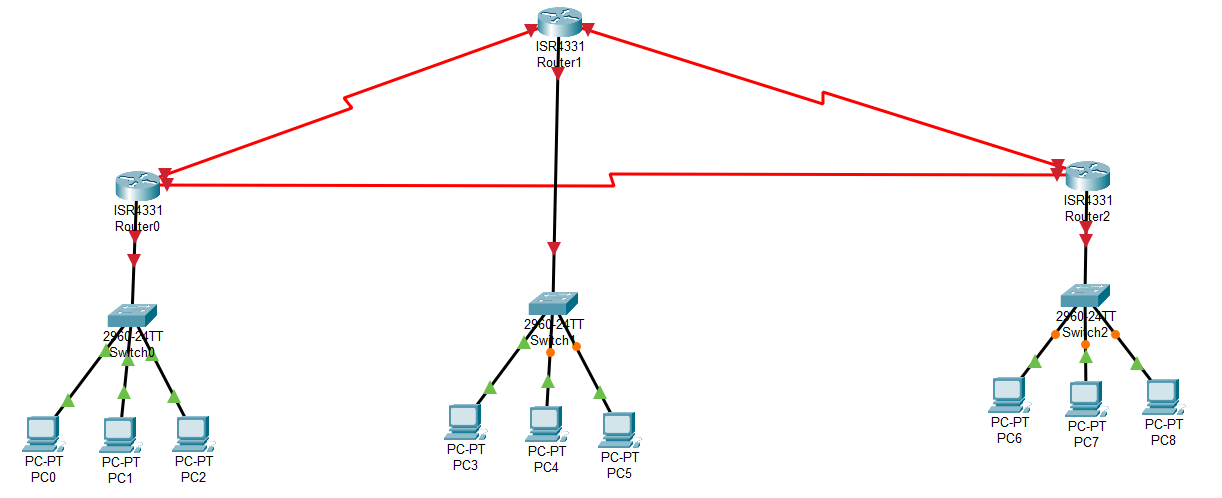 ISR4331
Router1
ISR4331
Router0
ISR4331
Router2
2960-24TT
Switch0
2960-24TT
Switch1
2960-24TT
Switch2
PC-PT
PC0
PC-PT
PC1
PC-PT
PC2
PC-PT
PC3
PC-PT
PC4
PC-PT
PC5
PC-PT
PC6
PC-PT
PC7
PC-PT
PC8